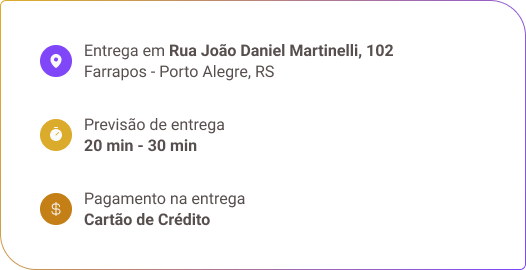 Entrega em Rua João Daniel Martinelli, 102
Farrapos - Porto Alegre, RS
Previsão de entrega
20 min - 30 min
Pagamento na entrega
Cartão de Crédito